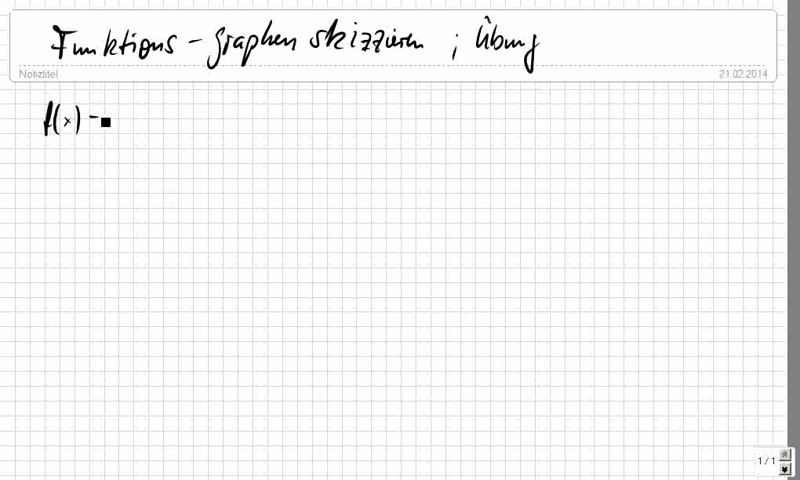 Funktions-graphen skizzieren ; Übung
Notiztitel 21.02.2014
f(x) =
1/1